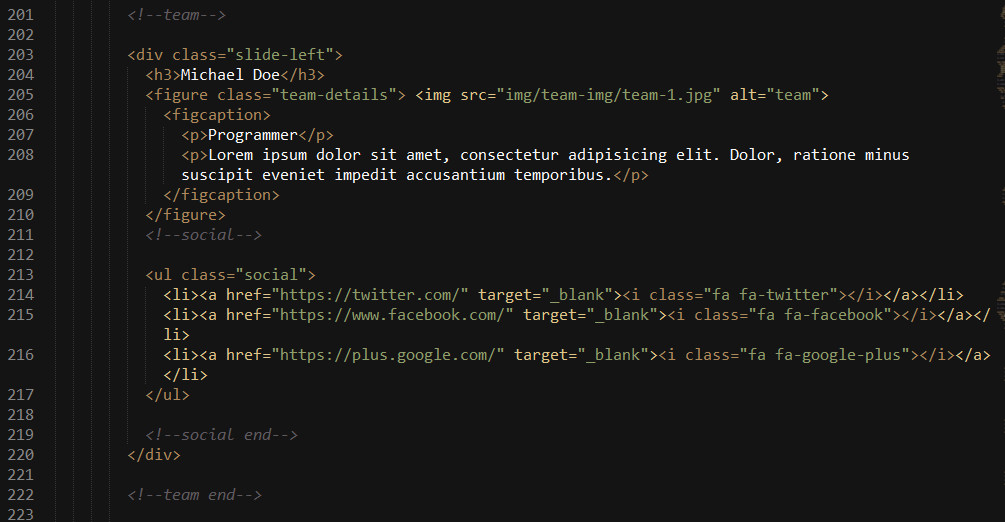 201 <!--team-->
202
203 <div class="slide-left">
204 <h3>Michael Doe</h3>
205 <figure class="team-details"> <img src="img/team-img/team-1.jpg" alt="team">
206 <figcaption>
207 <p>Programmer</p>
208 <p>Lorem ipsum dolor sit amet, consectetur adipisicing elit. Dolor, ratione minus
suscipit eveniet impedit accusantium temporibus.</p>
209 </figcaption>
210 </figure>
211 <!--social-->
212
213 <ul class="social">
214 <li><a href="https://twitter.com/" target="_blank"><i class="fa fa-twitter"></i></a></li>
215 <li><a href="https://www.facebook.com/" target="_blank"><i class="fa fa-facebook"></i></a></
li>
216 <li><a href="https://plus.google.com/" target="_blank"><i class="fa fa-google-plus"></i></a>
</li>
217 </ul>
218
219 <!--social end-->
220 </div>
221
222 <!--team end-->
223